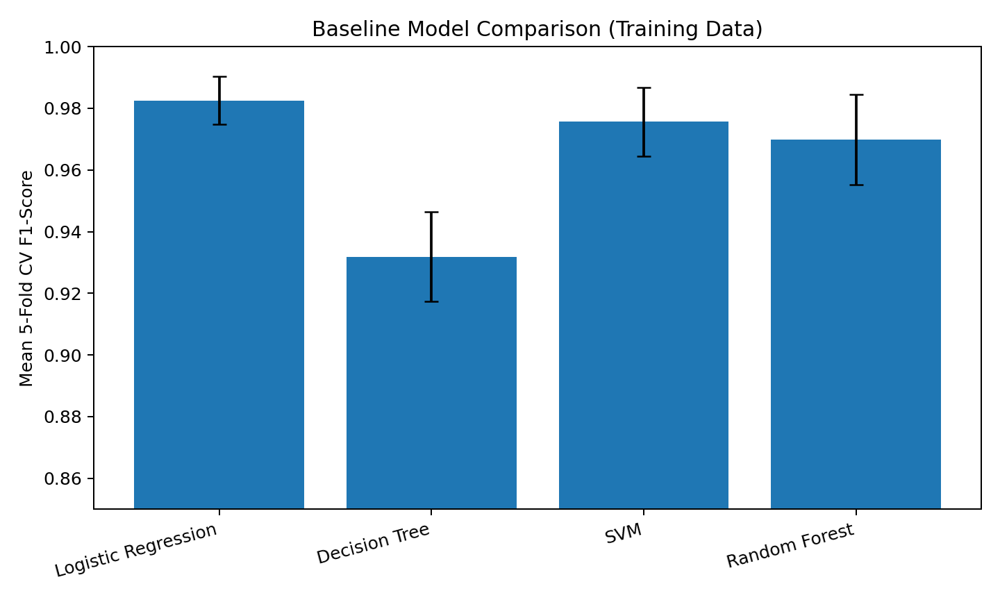 Baseline Model Comparison (Training Data)
Mean 5-Fold CV F1-Score
1.00
0.98
0.96
0.94
0.92
0.90
0.88
0.86
Logistic Regression
Decision Tree
SVM
Random Forest